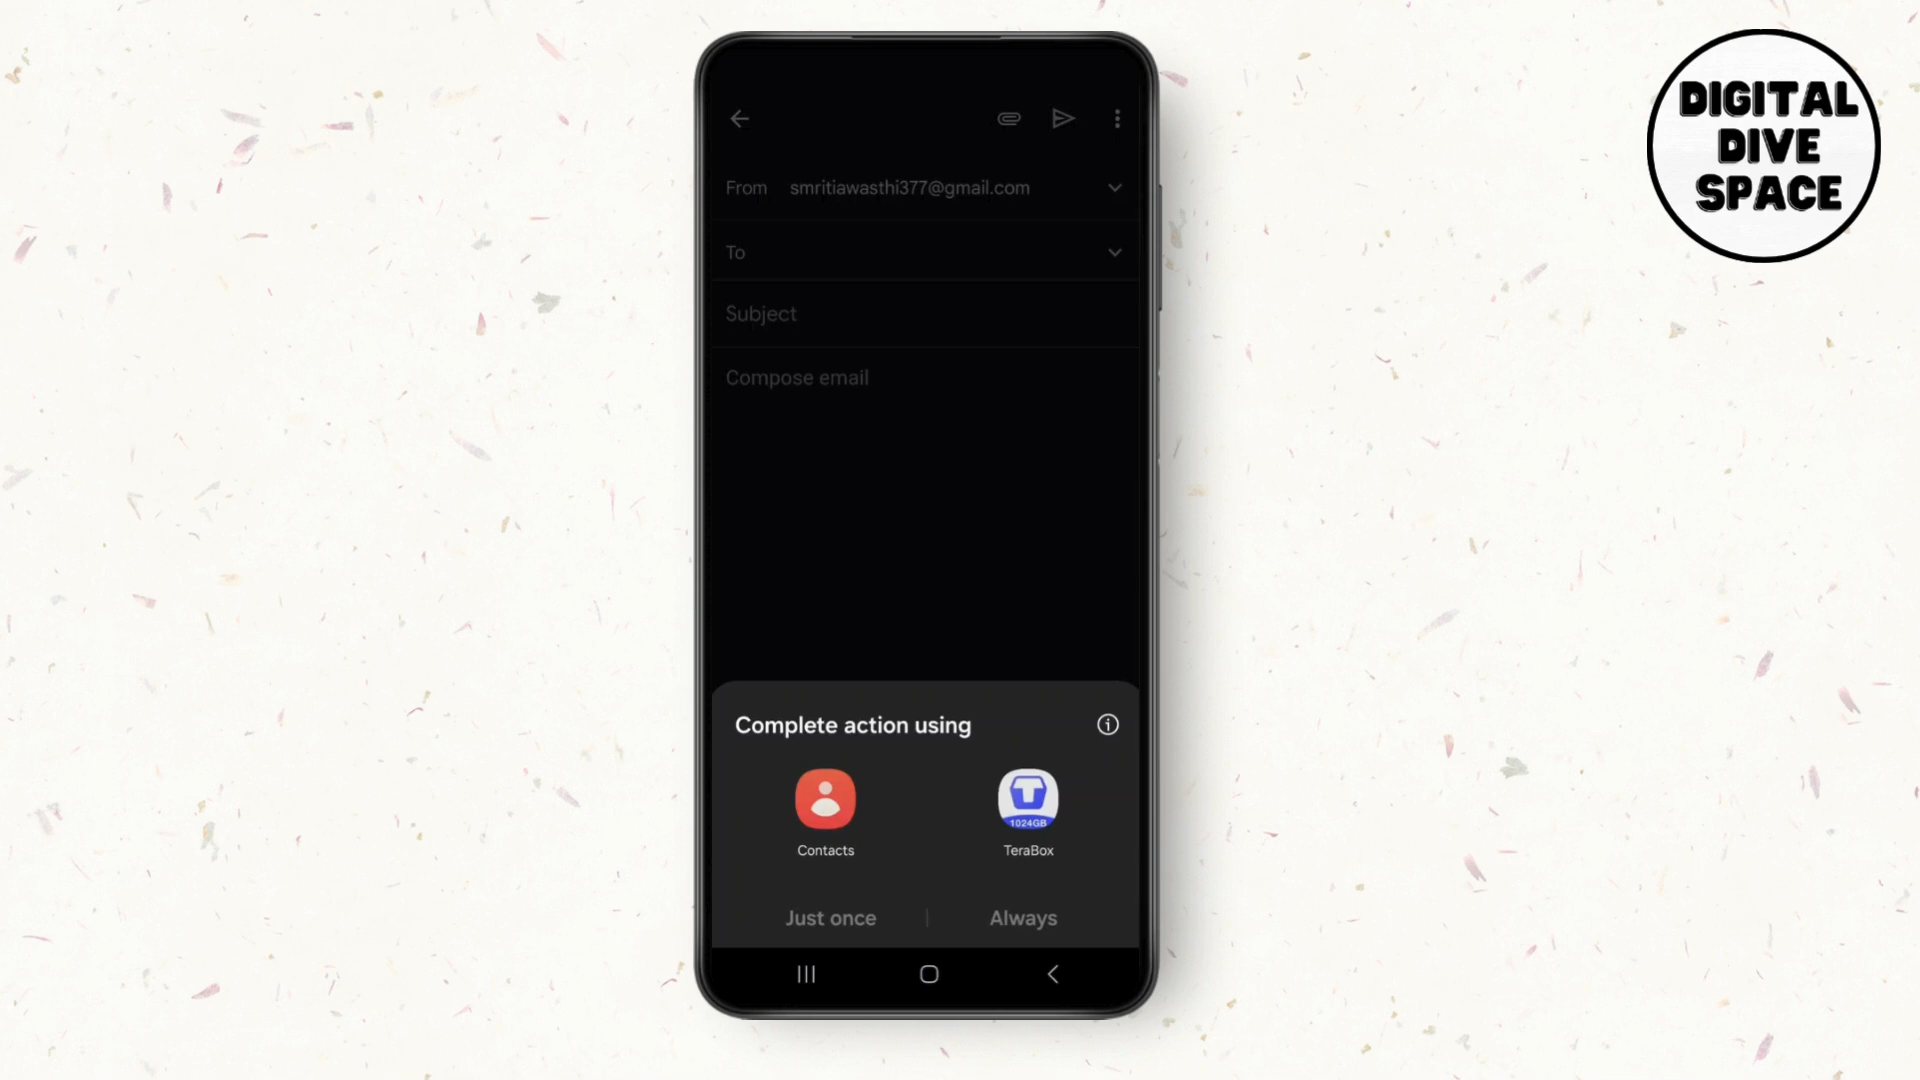 From smritiawasthi377@gmail.com
To
Subject
Compose email
Complete action using
1024GB
Contacts
TeraBox
Just once
Always
DIGITAL
DIVE
SPACE